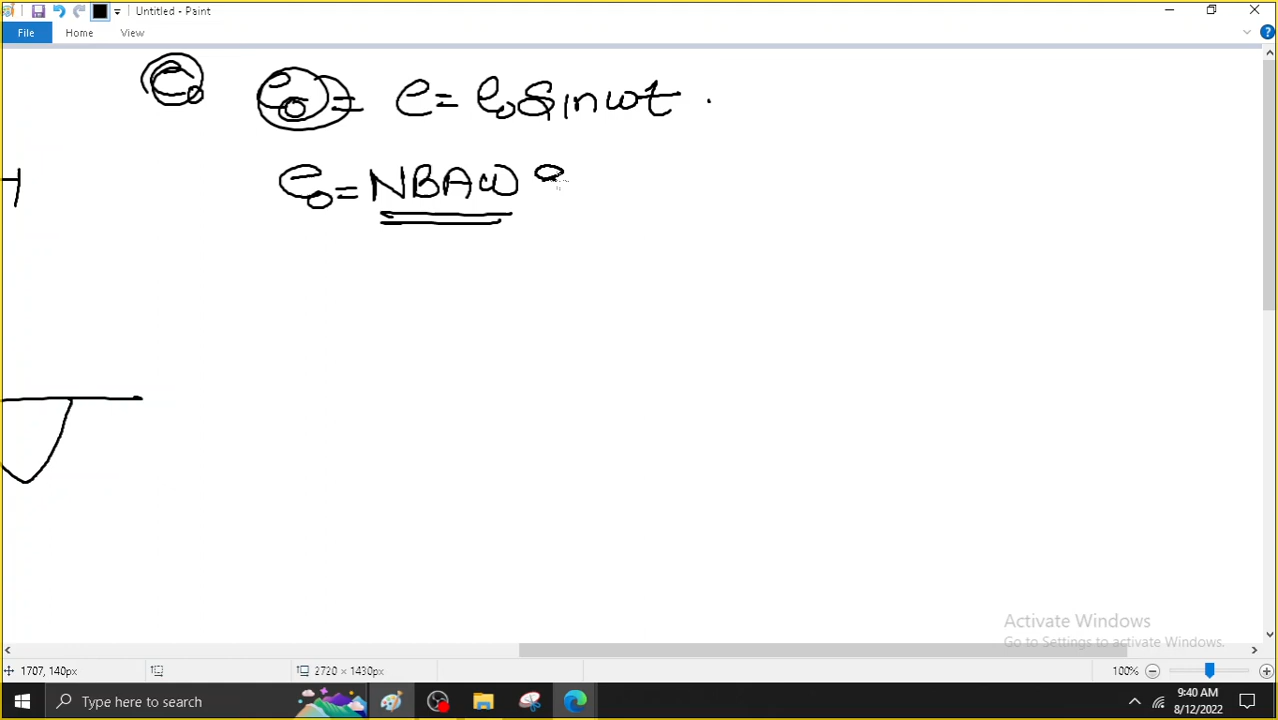 Untitled - Paint
File Home View
e₀ e₀ = e = e₀ Sin ωt .
e₀ = NBAω
Activate Windows
Go to Settings to activate Windows.
1707, 140px 2720 × 1430px 100%
Type here to search
9:40 AM
8/12/2022